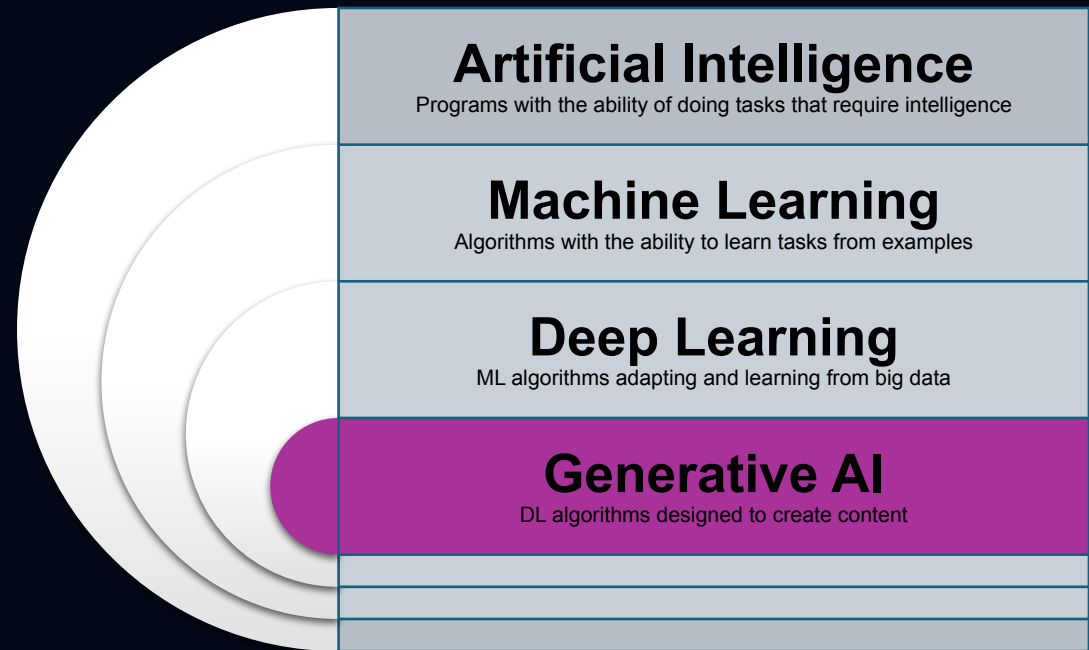 Artificial Intelligence
Programs with the ability of doing tasks that require intelligence
Machine Learning
Algorithms with the ability to learn tasks from examples
Deep Learning
ML algorithms adapting and learning from big data
Generative AI
DL algorithms designed to create content